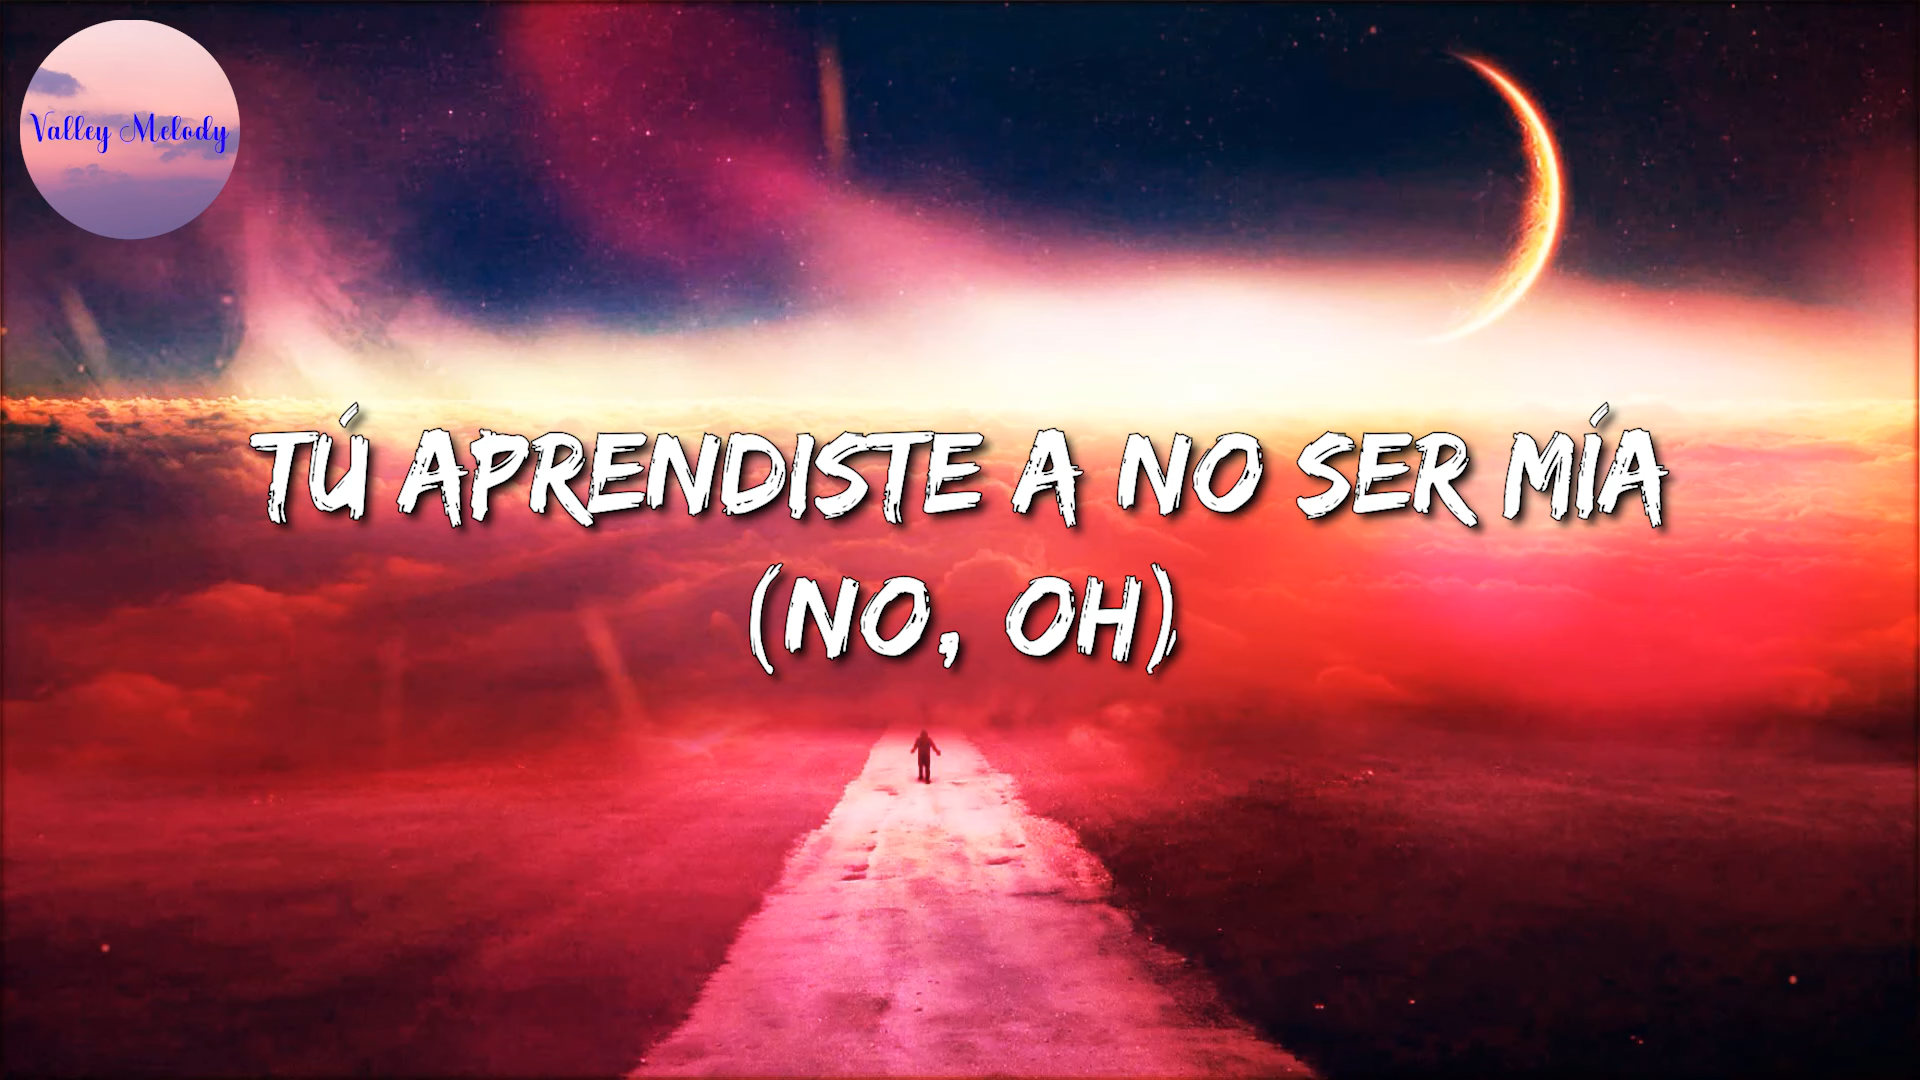 Valley Melody
TÚ APRENDISTE A NO SER MÍA
(NO, OH)